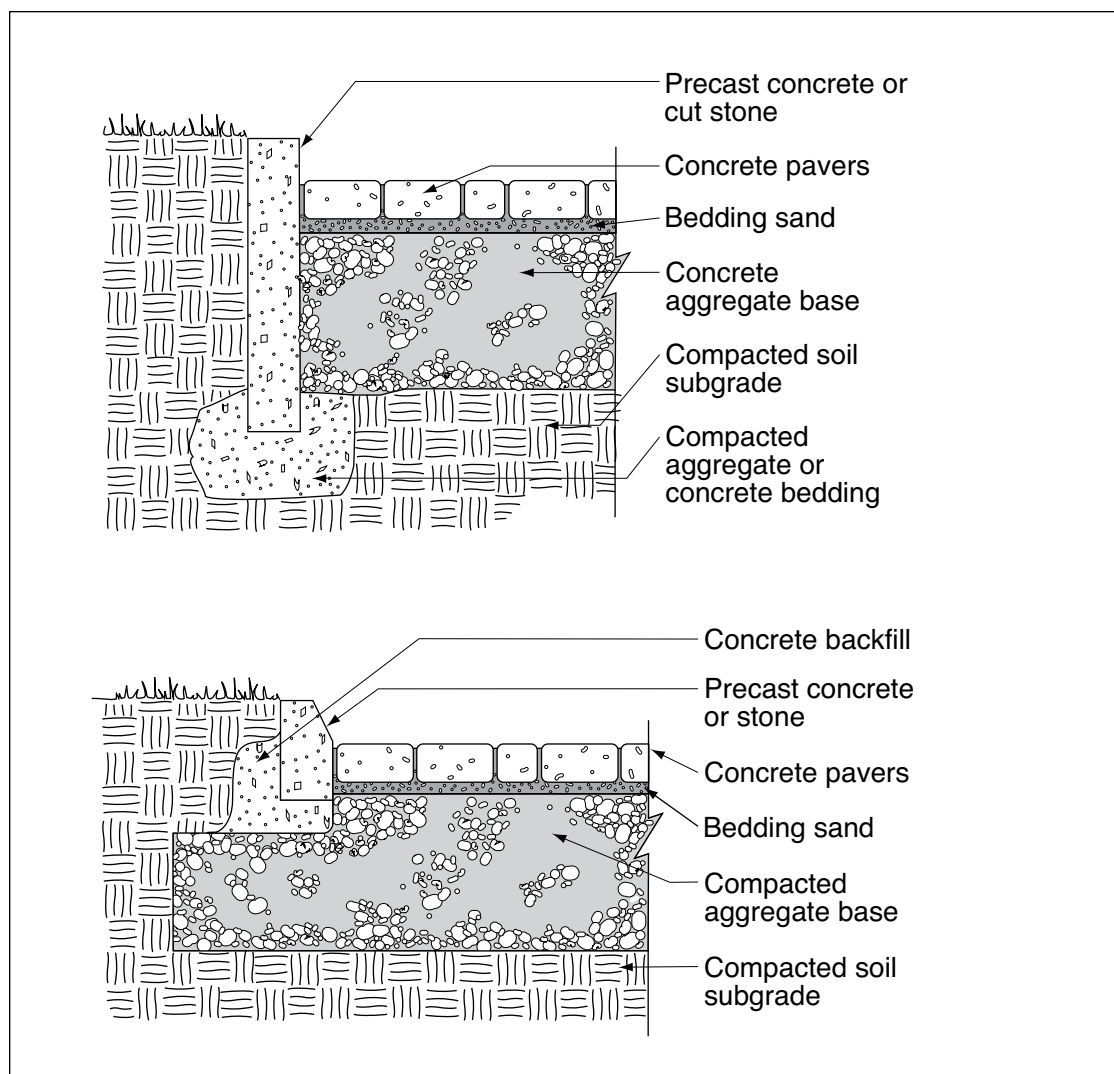 Precast concrete or
cut stone
Concrete pavers
Bedding sand
Concrete
aggregate base
Compacted soil
subgrade
Compacted
aggregate or
concrete bedding
Concrete backfill
Precast concrete
or stone
Concrete pavers
Bedding sand
Compacted
aggregate base
Compacted soil
subgrade